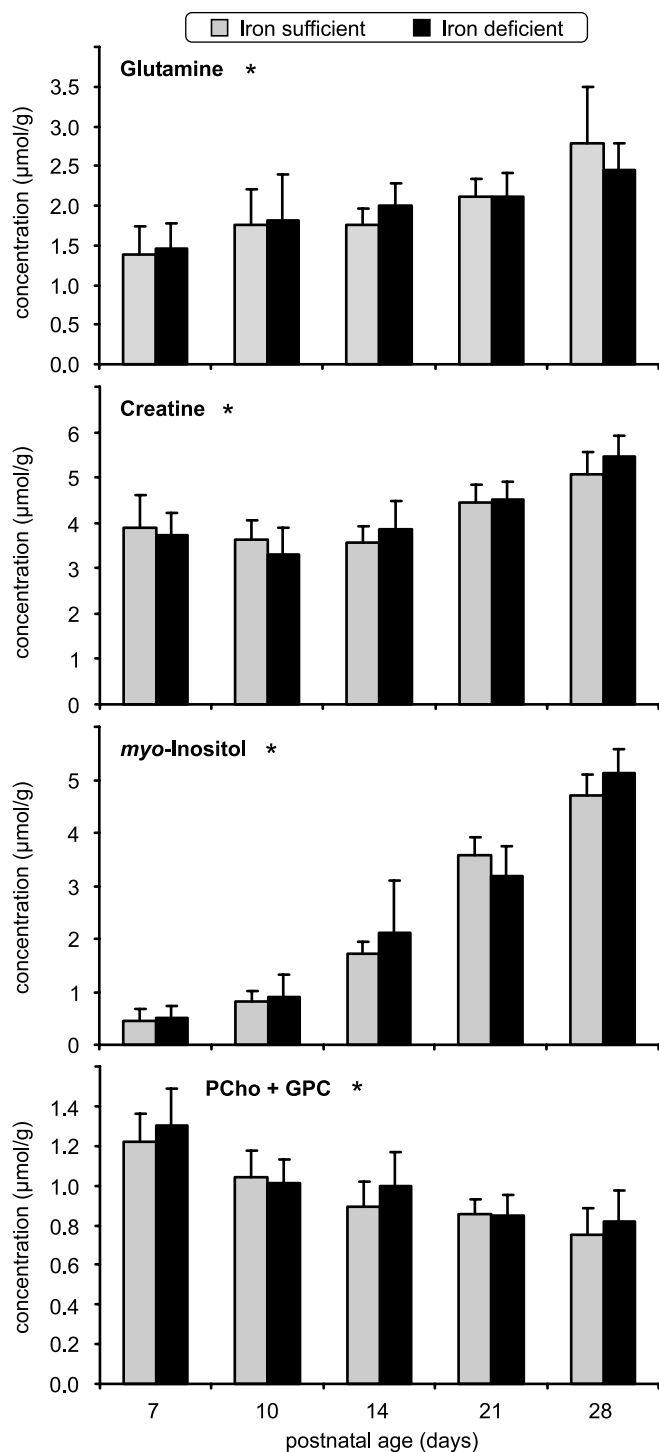 Iron sufficient Iron deficient
Glutamine *
concentration (µmol/g)
3.5
3.0
2.5
2.0
1.5
1.0
0.5
0.0
Creatine *
concentration (µmol/g)
6
5
4
3
2
1
0
myo-Inositol *
concentration (µmol/g)
5
4
3
2
1
0
PCho + GPC *
concentration (µmol/g)
1.4
1.2
1.0
0.8
0.6
0.4
0.2
0.0
7 10 14 21 28
postnatal age (days)